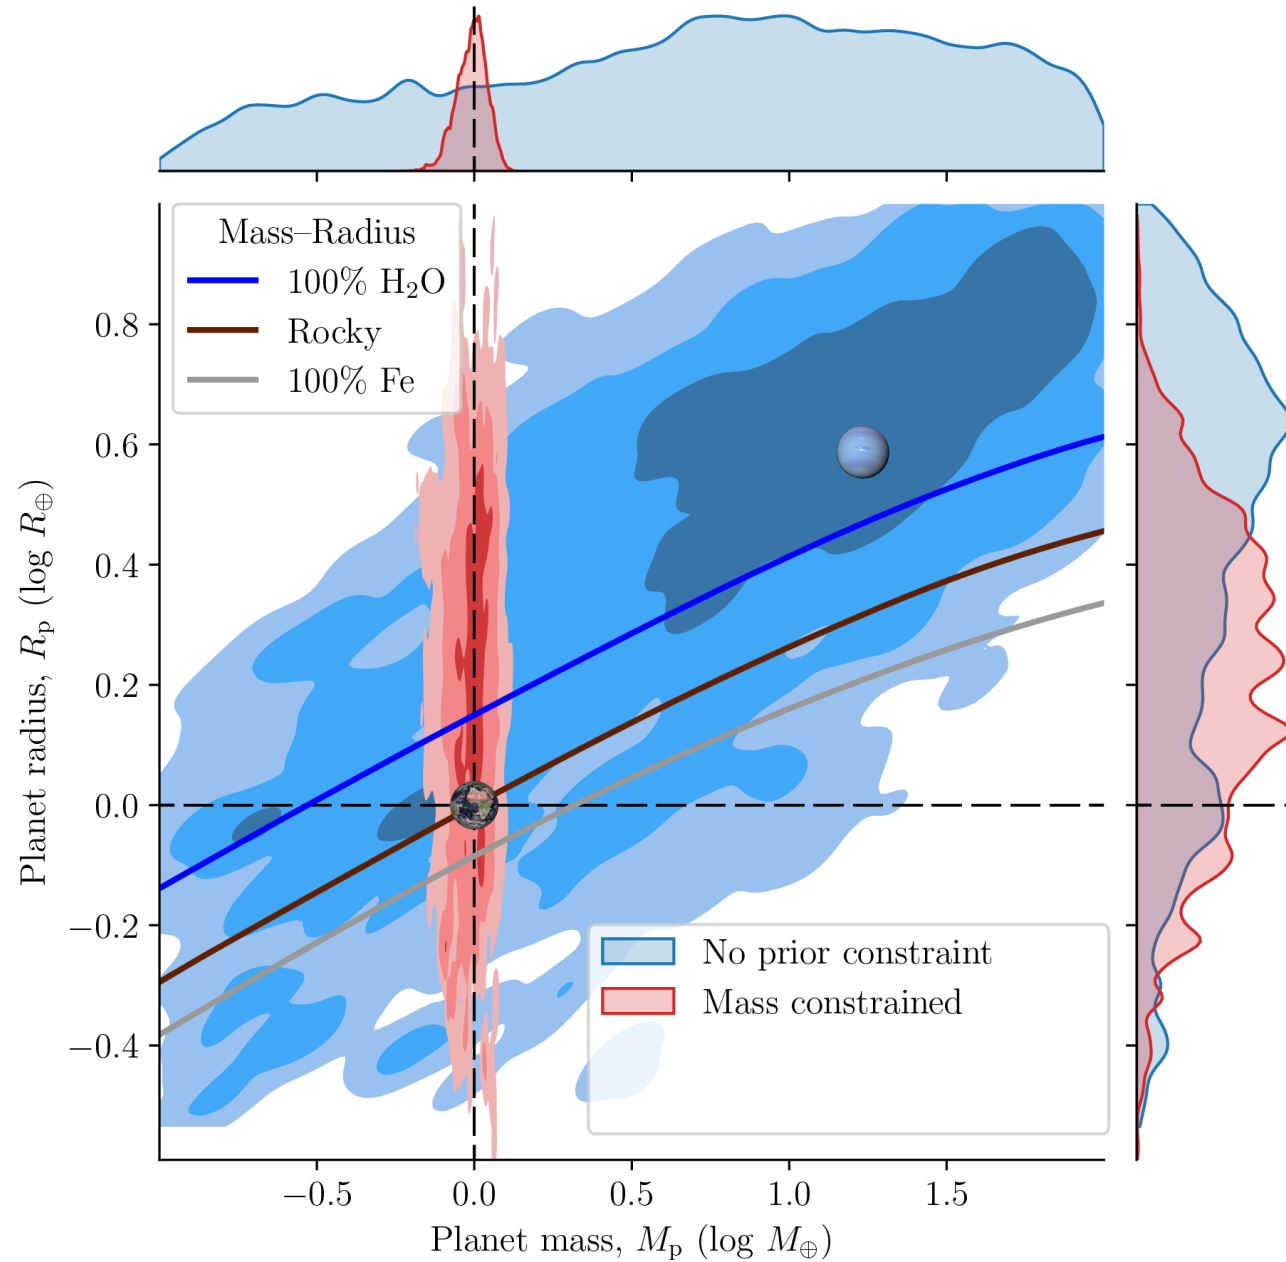 Mass–Radius
100% H₂O
Rocky
100% Fe
0.8
0.6
0.4
0.2
0.0
−0.2
−0.4
Planet radius, Rₚ (log R⊕)
No prior constraint
Mass constrained
−0.5 0.0 0.5 1.0 1.5
Planet mass, Mₚ (log M⊕)